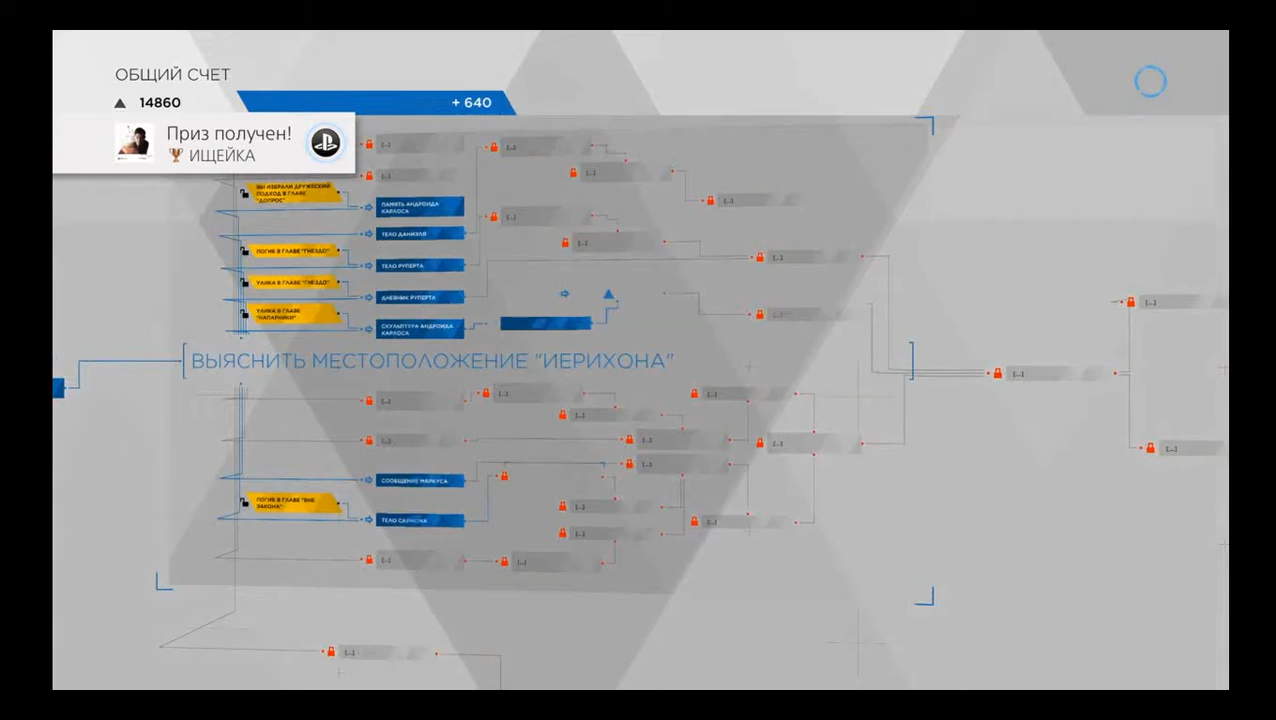 ОБЩИЙ СЧЕТ
14860
+ 640
Приз получен!
ИЩЕЙКА
[...]
[...]
[...]
[...]
[...]
ВЫ ИЗБРАЛИ ДРУЖЕСКИЙ
ПОДХОД В ГЛАВЕ
"ДОПРОС"
ПАМЯТЬ АНДРОИДА
КАРЛОСА
[...]
ТЕЛО ДАНИЭЛЯ
[...]
ПОГИБ В ГЛАВЕ "ГНЕЗДО"
ТЕЛО РУПЕРТА
[...]
УЛИКА В ГЛАВЕ "ГНЕЗДО"
ДНЕВНИК РУПЕРТА
[...]
УЛИКА В ГЛАВЕ
"НАПАРНИКИ"
СКУЛЬПТУРА АНДРОИДА
КАРЛОСА
[...]
ВЫЯСНИТЬ МЕСТОПОЛОЖЕНИЕ "ИЕРИХОНА"
[...]
[...]
[...]
[...]
[...]
[...]
[...]
[...]
[...]
[...]
СООБЩЕНИЕ МАРКУСА
ПОГИБ В ГЛАВЕ "ВНЕ
ЗАКОНА"
ТЕЛО САЙМОНА
[...]
[...]
[...]
[...]
[...]
[...]